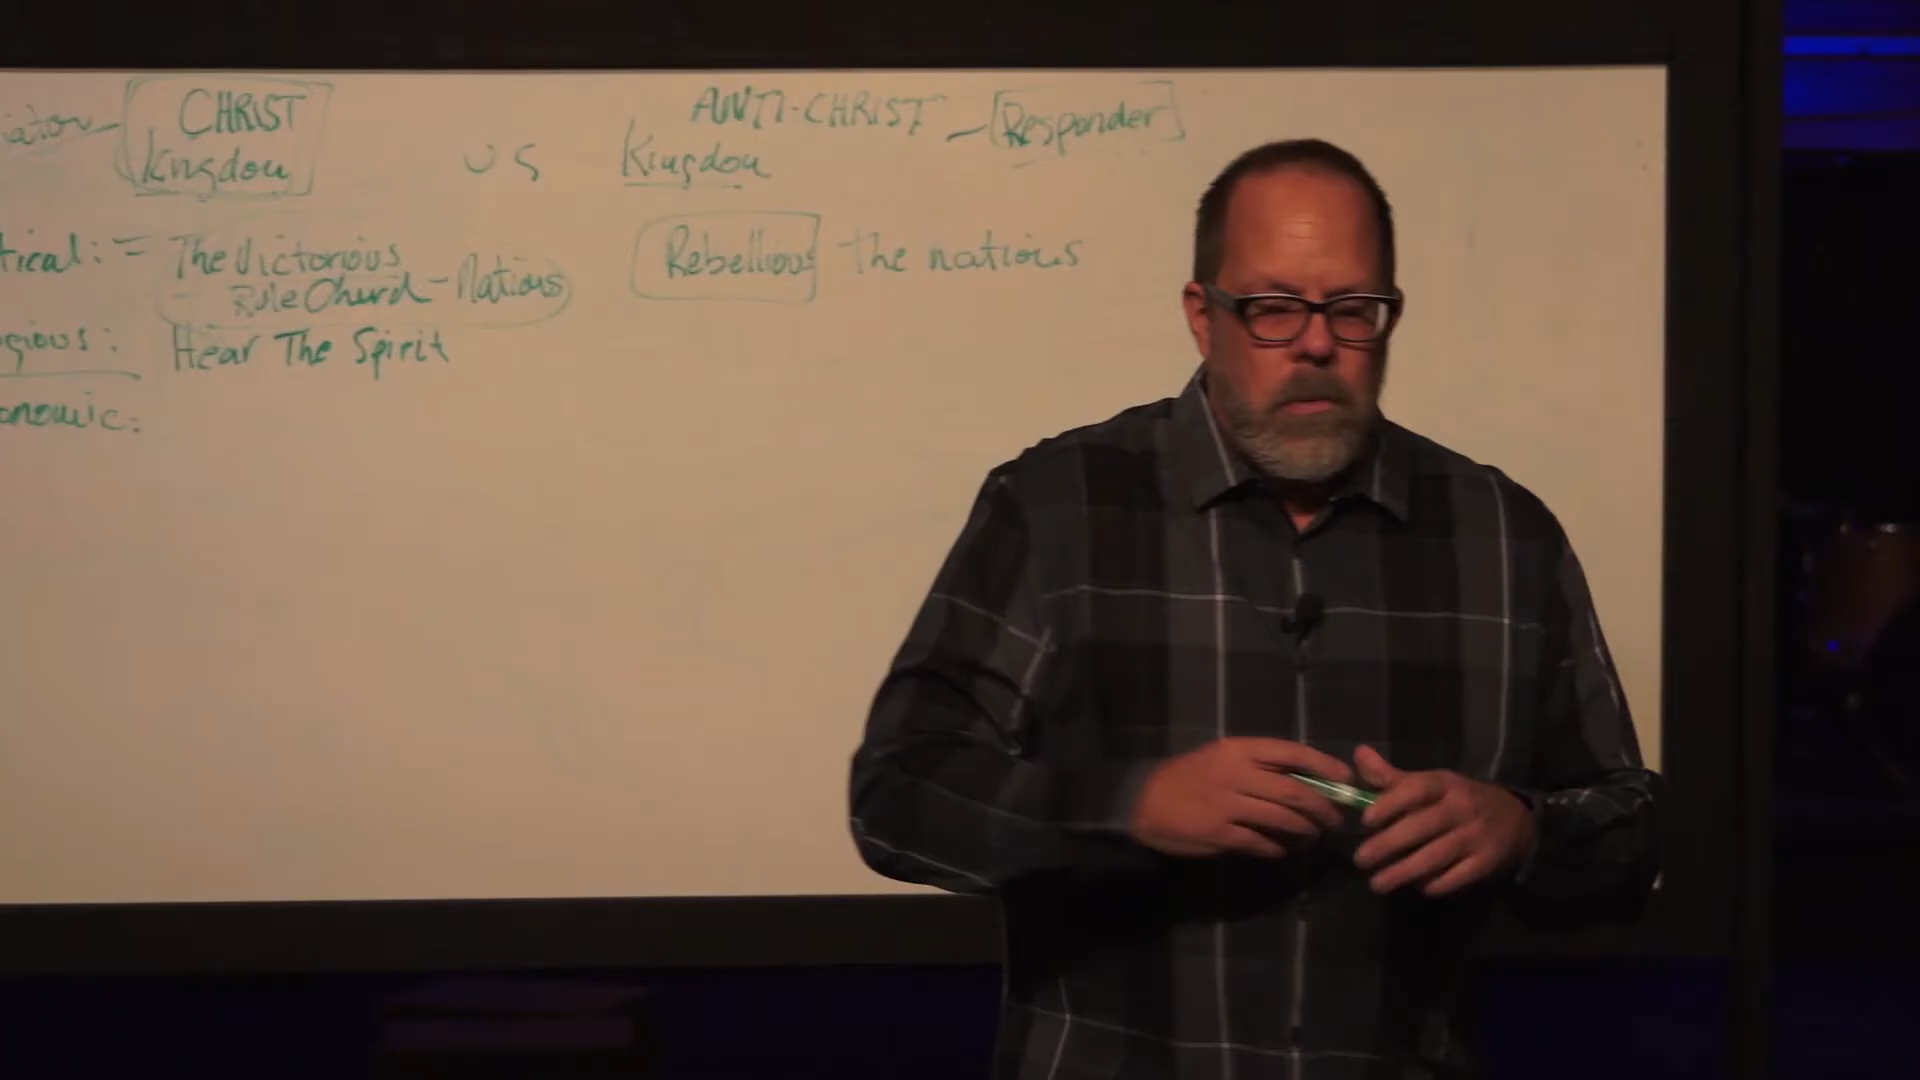 iator - CHRIST
Kingdom
vs
ANTI-CHRIST - Responder
Kingdom
tical: = The Victorious
Rule Church - Nations
Rebellious the nations
gious: Hear The Spirit
onomic: